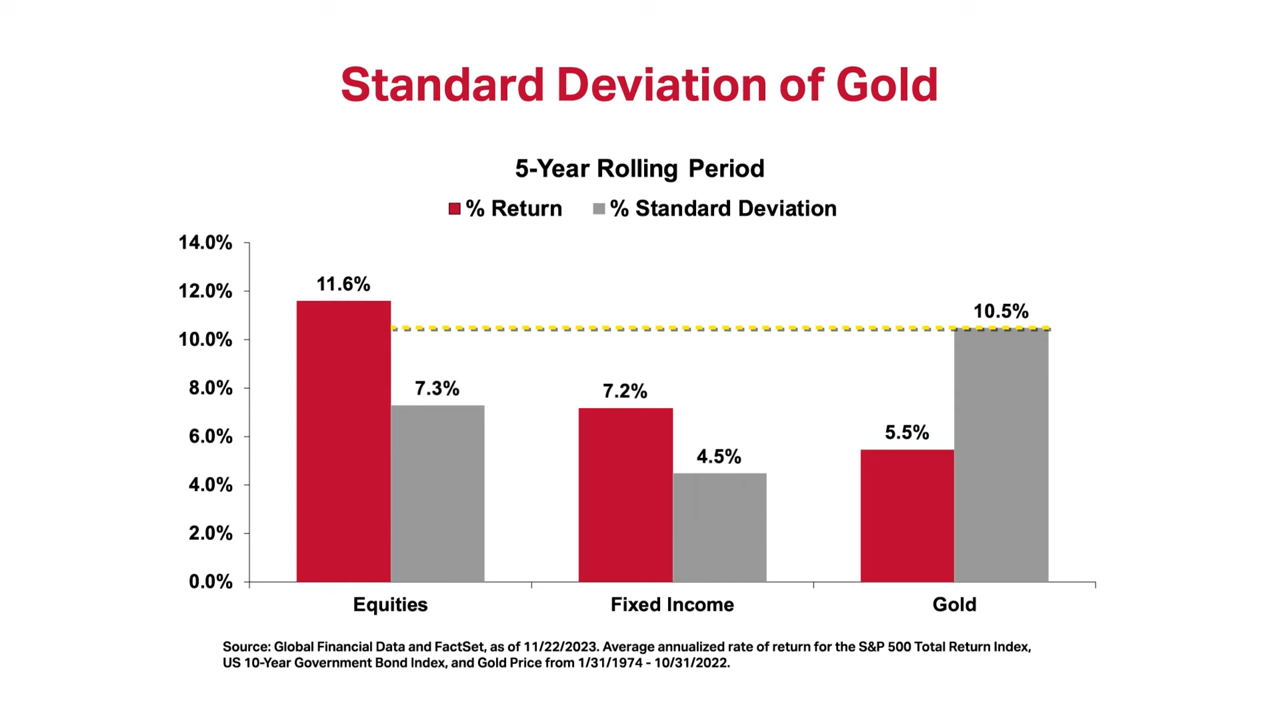 Standard Deviation of Gold
5-Year Rolling Period
% Return % Standard Deviation
14.0%
12.0%
10.0%
8.0%
6.0%
4.0%
2.0%
0.0%
11.6%
7.3%
7.2%
4.5%
5.5%
10.5%
Equities Fixed Income Gold
Source: Global Financial Data and FactSet, as of 11/22/2023. Average annualized rate of return for the S&P 500 Total Return Index,
US 10-Year Government Bond Index, and Gold Price from 1/31/1974 - 10/31/2022.